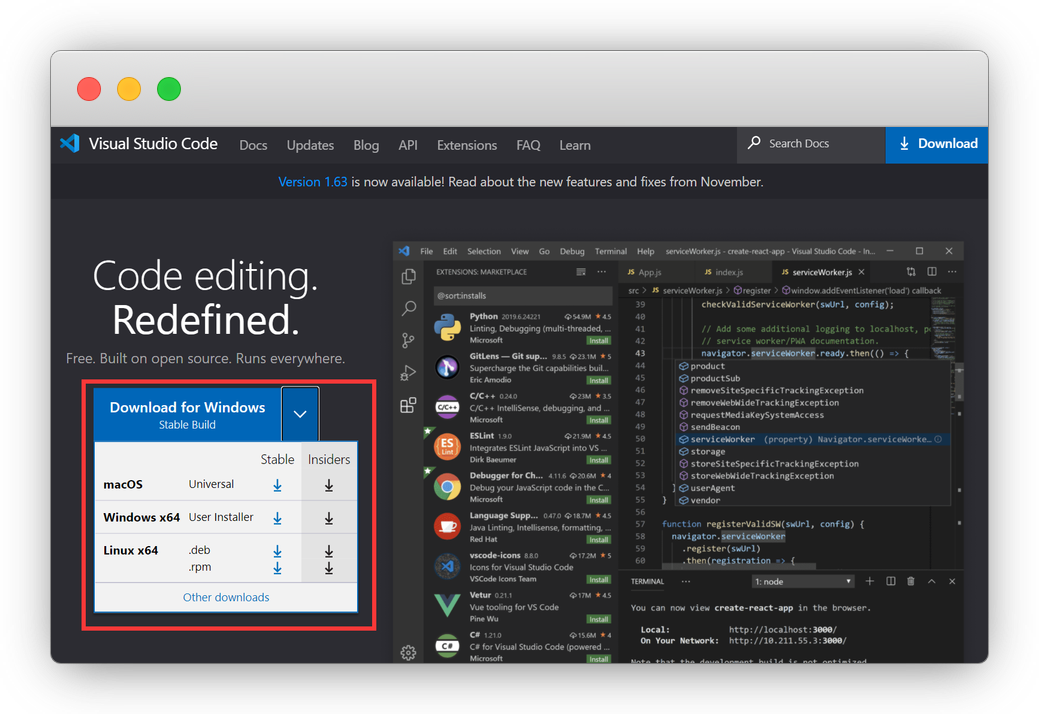 Visual Studio Code Docs Updates Blog API Extensions FAQ Learn Search Docs Download
Version 1.63 is now available! Read about the new features and fixes from November.
Code editing.
Redefined.
Free. Built on open source. Runs everywhere.
Download for Windows
Stable Build
Stable Insiders
macOS Universal
Windows x64 User Installer
Linux x64 .deb
.rpm
Other downloads
File Edit Selection View Go Debug Terminal Help serviceWorker.js - create-react-app - Visual Studio Code - In...
EXTENSIONS: MARKETPLACE
@sort:installs
Python 2019.6.24221 54.9M 4.5
Linting, Debugging (multi-threaded, ...
Microsoft Install
GitLens — Git sup... 9.8.5 23.1M 5
Supercharge the Git capabilities buil...
Eric Amodio Install
C/C++ 0.24.0 23M 3.5
C/C++ IntelliSense, debugging, and ...
Microsoft Install
ESLint 1.9.0 21.9M 4.5
Integrates ESLint JavaScript into VS ...
Dirk Baeumer Install
Debugger for Ch... 4.11.6 20.6M 4
Debug your JavaScript code in the C...
Microsoft Install
Language Supp... 0.47.0 18.7M 4.5
Java Linting, Intellisense, formatting, ...
Red Hat Install
vscode-icons 8.8.0 17.2M 5
Icons for Visual Studio Code
VSCode Icons Team Install
Vetur 0.21.1 17M 4.5
Vue tooling for VS Code
Pine Wu Install
C# 1.21.0 15.6M 4
C# for Visual Studio Code (powered ...
Microsoft Install
JS App.js JS index.js JS serviceWorker.js
src > JS serviceWorker.js > register > window.addEventListener('load') callback
39 checkValidServiceWorker(swUrl, config);
40
41 // Add some additional logging to localhost, p
42 // service worker/PWA documentation.
43 navigator.serviceWorker.ready.then(() => {
44 product
45 productSub
46 removeSiteSpecificTrackingException
47 removeWebWideTrackingException
48 requestMediaKeySystemAccess
49 sendBeacon
50 serviceWorker (property) Navigator.serviceWorke...
51 storage
52 storeSiteSpecificTrackingException
53 storeWebWideTrackingException
54 } userAgent
55 } vendor
56
57 function registerValidSW(swUrl, config) {
58 navigator.serviceWorker
59 .register(swUrl)
60 .then(registration => {
TERMINAL ... 1: node
You can now view create-react-app in the browser.
Local: http://localhost:3000/
On Your Network: http://10.211.55.3:3000/
Note that the development build is not optimized.